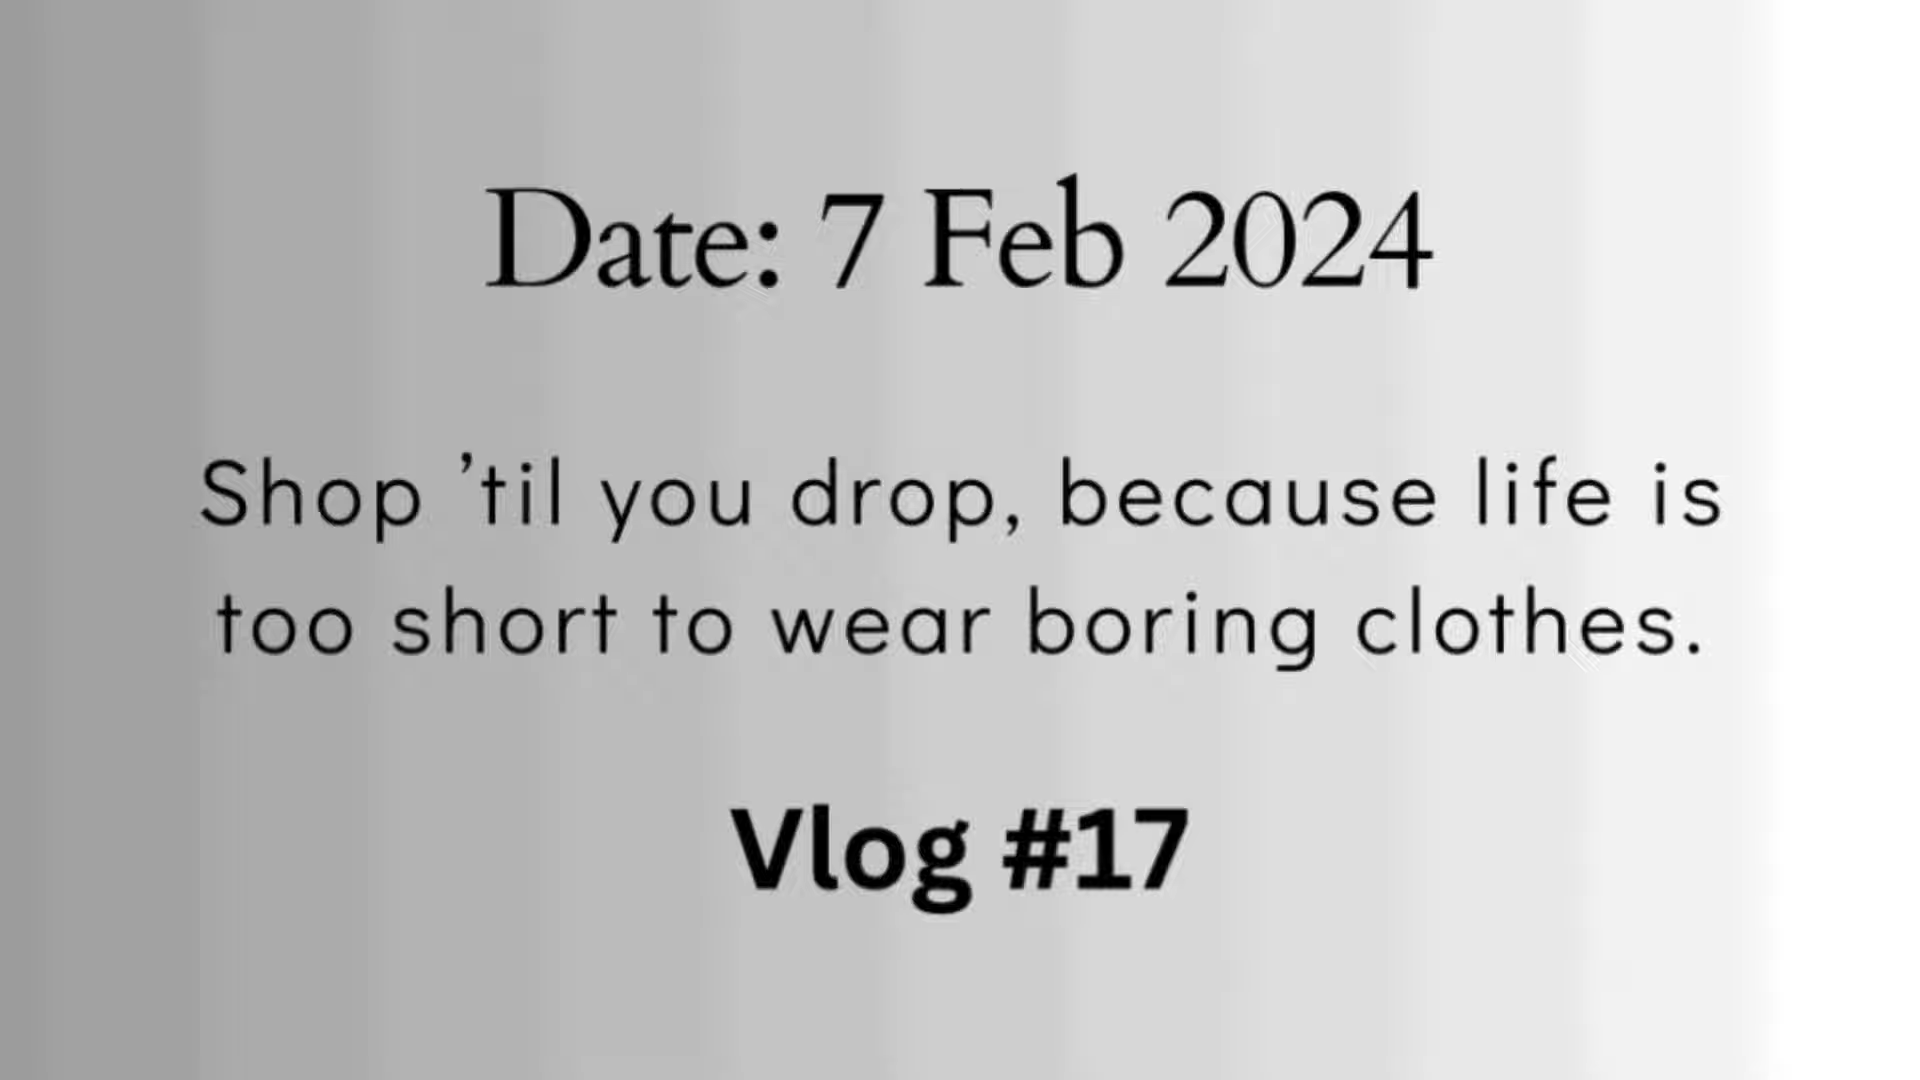 Date: 7 Feb 2024
Shop ’til you drop, because life is
too short to wear boring clothes.
Vlog #17